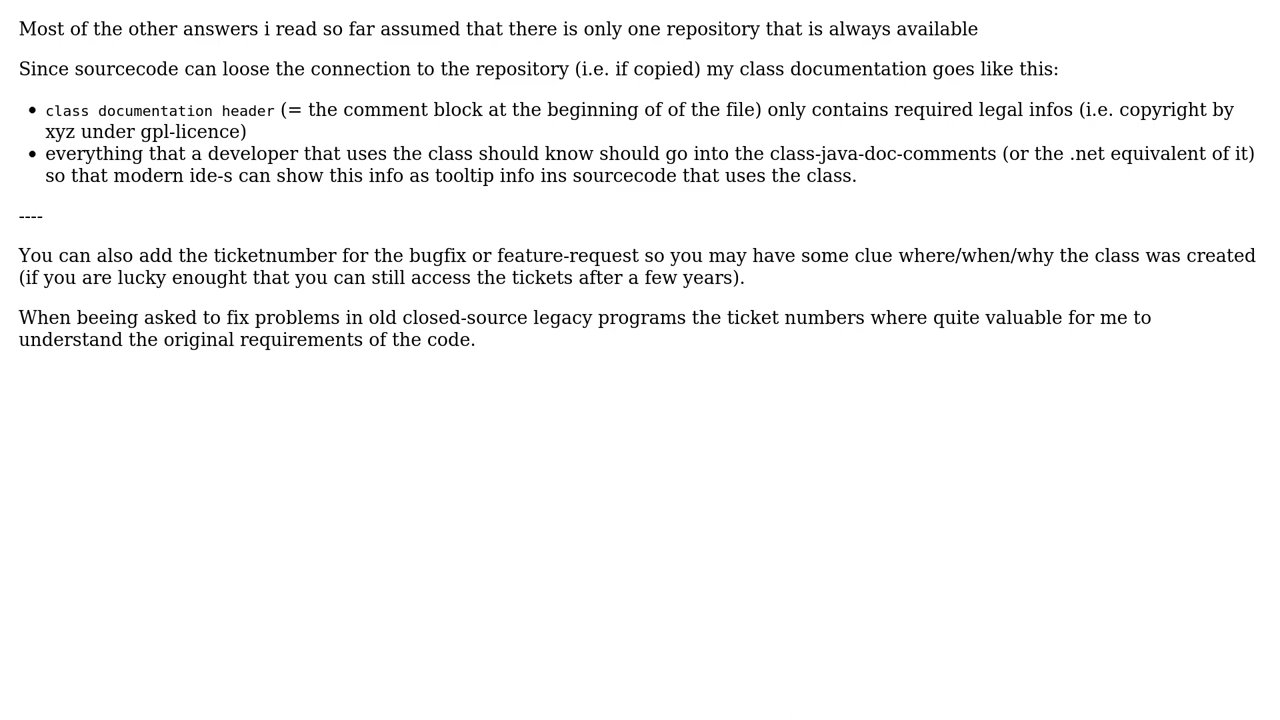 Most of the other answers i read so far assumed that there is only one repository that is always available
Since sourcecode can loose the connection to the repository (i.e. if copied) my class documentation goes like this:
• class documentation header (= the comment block at the beginning of of the file) only contains required legal infos (i.e. copyright by
xyz under gpl-licence)
• everything that a developer that uses the class should know should go into the class-java-doc-comments (or the .net equivalent of it)
so that modern ide-s can show this info as tooltip info ins sourcecode that uses the class.
----
You can also add the ticketnumber for the bugfix or feature-request so you may have some clue where/when/why the class was created
(if you are lucky enought that you can still access the tickets after a few years).
When beeing asked to fix problems in old closed-source legacy programs the ticket numbers where quite valuable for me to
understand the original requirements of the code.